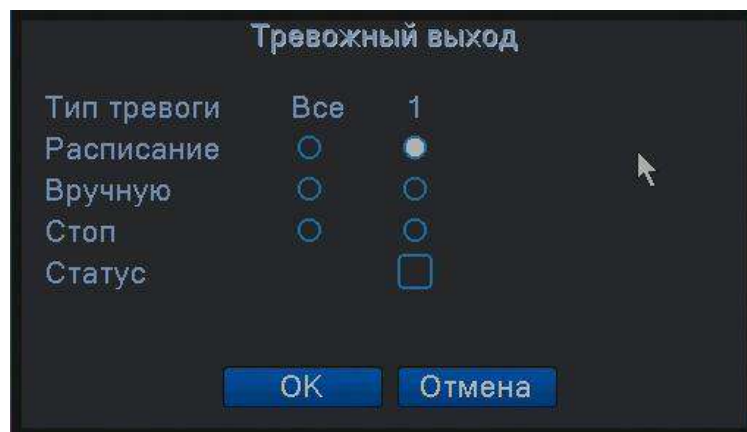 Тревожный выход
Тип тревоги Все 1
Расписание
Вручную
Стоп
Статус
OK Отмена